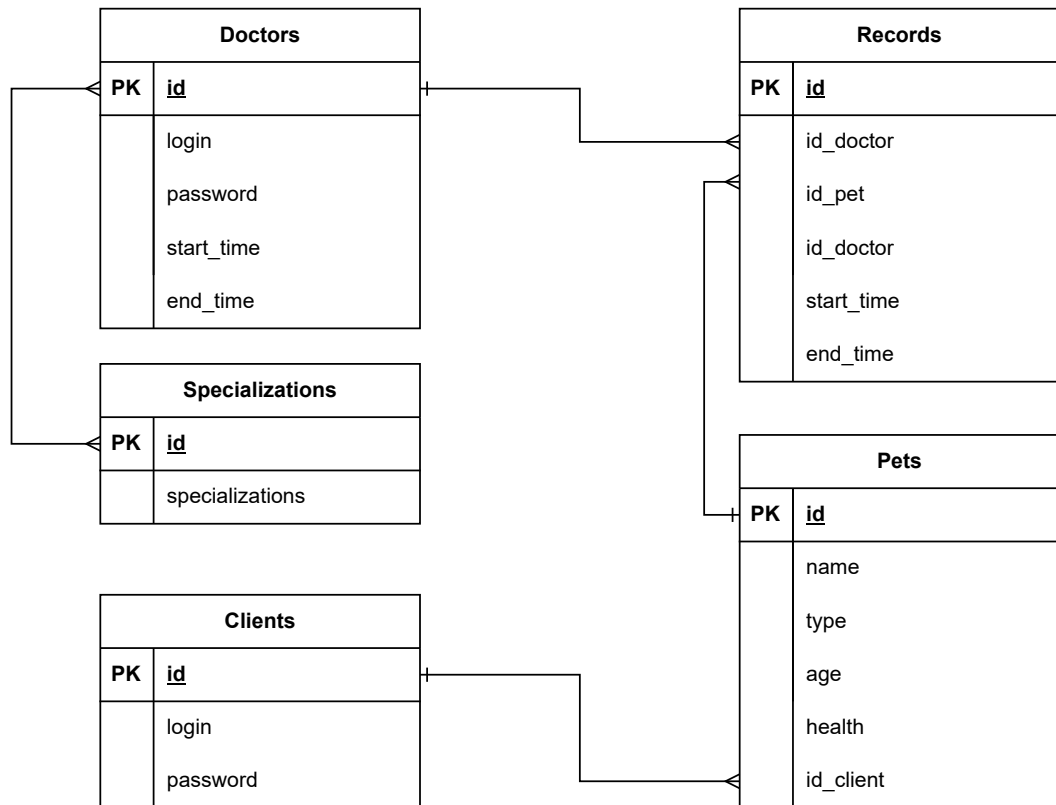 Doctors
PK id
login
password
start_time
end_time
Specializations
PK id
specializations
Clients
PK id
login
password
Records
PK id
id_doctor
id_pet
id_doctor
start_time
end_time
Pets
PK id
name
type
age
health
id_client